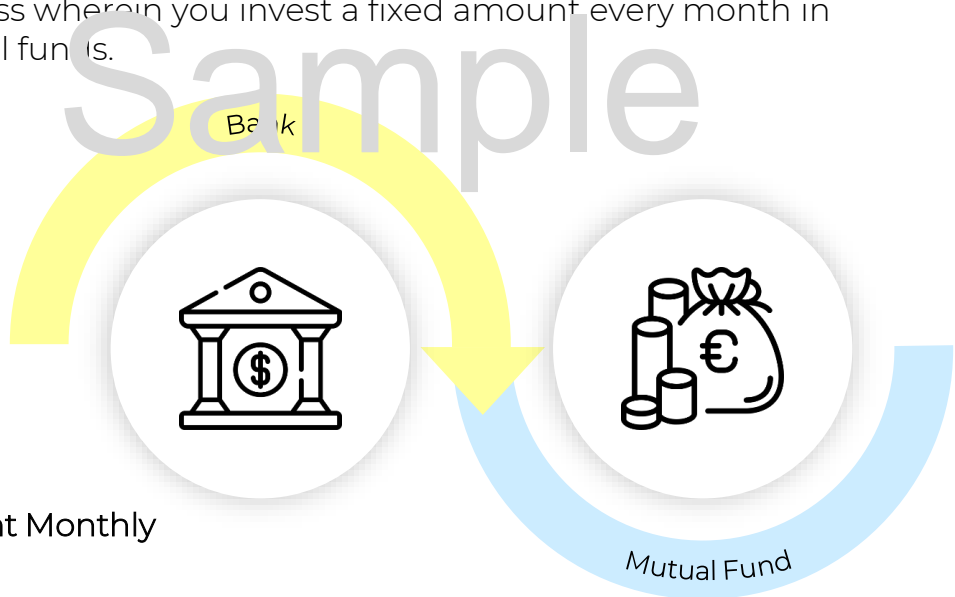 ss wherein you invest a fixed amount every month in
l funds.
Sample
Bank
$
€
nt Monthly
Mutual Fund